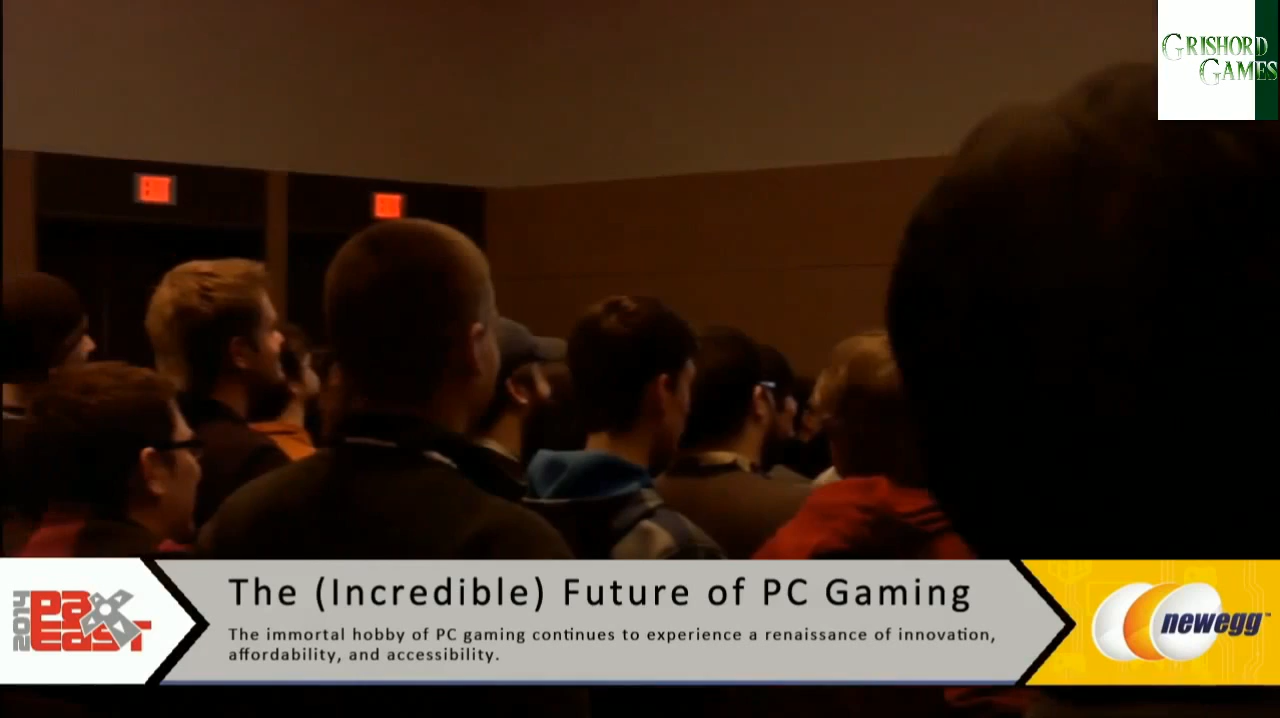 GRISHORD
GAMES
The (Incredible) Future of PC Gaming
The immortal hobby of PC gaming continues to experience a renaissance of innovation,
affordability, and accessibility.
2014
Pax
East
newegg™